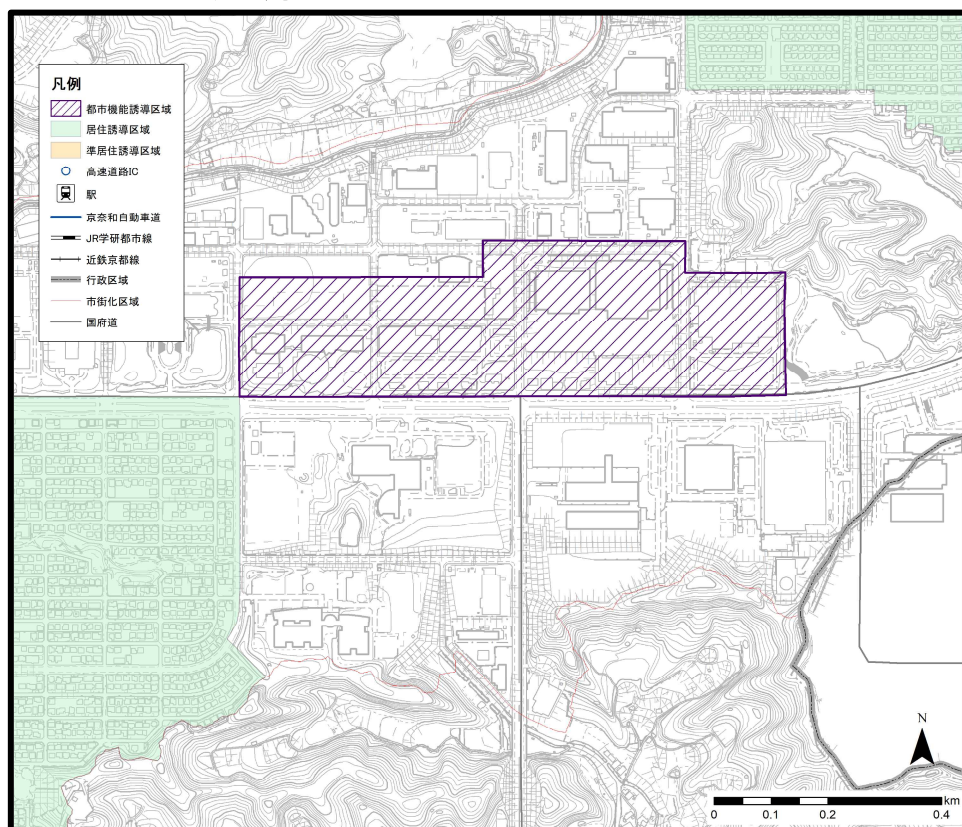 凡例
都市機能誘導区域
居住誘導区域
準居住誘導区域
高速道路IC
駅
京奈和自動車道
JR学研都市線
近鉄京都線
行政区域
市街化区域
国府道
N
km
0 0.1 0.2 0.4